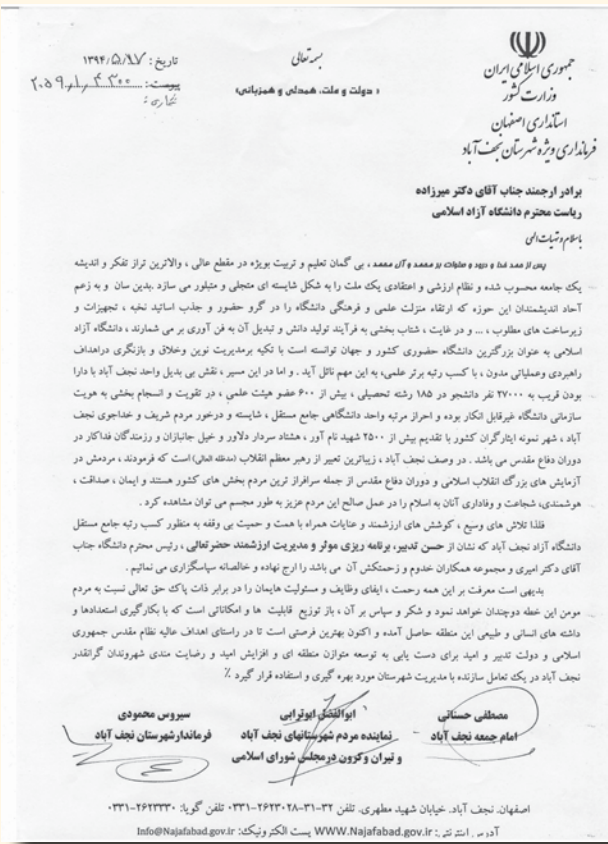 جمهوری اسلامی ایران
وزارت کشور
استانداری اصفهان
فرمانداری ویژه شهرستان نجف آباد
بسمه تعالی
« دولت و ملت، همدلی و همزبانی»
تاریخ : ۱۳۹۴/۵/۱۷
پیوست: ۲۰۵۹/۱/۴۳۰۰
برادر ارجمند جناب آقای دکتر میرزاده
ریاست محترم دانشگاه آزاد اسلامی
باسلام و تحیات الهی
پس از حمد خدا و درود و صلوات بر محمد و آل محمد ، بی گمان تعلیم و تربیت بویژه در مقطع عالی ، والاترین تراز تفکر و اندیشه
یک جامعه محسوب شده و نظام ارزشی و اعتقادی یک ملت را به شکل شایسته ای متجلی و متبلور می سازد .بدین سان و به زعم
آحاد اندیشمندان این حوزه که ارتقاء منزلت علمی و فرهنگی دانشگاه را در گرو حضور و جذب اساتید نخبه ، تجهیزات و
زیرساخت های مطلوب ، ... و در غایت ، شتاب بخشی به فرآیند تولید دانش و تبدیل آن به فن آوری بر می شمارند ، دانشگاه آزاد
اسلامی به عنوان بزرگترین دانشگاه حضوری کشور و جهان توانسته است با تکیه برمدیریت نوین وخلاق و بازنگری دراهداف
راهبردی وعملیاتی مدون ، با کسب رتبه برتر علمی، به این مهم نائل آید . و اما در این مسیر ، نقش بی بدیل واحد نجف آباد با دارا
بودن قریب به ۲۷۰۰۰ نفر دانشجو در ۱۸۵ رشته تحصیلی ، بیش از ۶۰۰ عضو هیئت علمی ، در تقویت و انسجام بخشی به هویت
سازمانی دانشگاه غیرقابل انکار بوده و احراز مرتبه واحد دانشگاهی جامع مستقل ، شایسته و درخور مردم شریف و خداجوی نجف
آباد ، شهر نمونه ایثارگران کشور با تقدیم بیش از ۲۵۰۰ شهید نام آور ، هشتاد سردار دلاور و خیل جانبازان و رزمندگان فداکار در
دوران دفاع مقدس می باشد . در وصف نجف آباد ، زیباترین تعبیر از رهبر معظم انقلاب (مدظله العالی) است که فرمودند ، مردمش در
آزمایش های بزرگ انقلاب اسلامی و دوران دفاع مقدس از جمله سرافراز ترین مردم بخش های کشور هستند و ایمان ، صداقت ،
هوشمندی، شجاعت و وفاداری آنان به اسلام را در عمل صالح این مردم عزیز به طور مجسم می توان مشاهده کرد .
فلذا تلاش های وسیع ، کوشش های ارزشمند و عنایات همراه با همت و حمیت بی وقفه به منظور کسب رتبه جامع مستقل
دانشگاه آزاد نجف آباد که نشان از حسن تدبیر، برنامه ریزی موثر و مدیریت ارزشمند حضرتعالی ، رئیس محترم دانشگاه جناب
آقای دکتر امیری و مجموعه همکاران خدوم و زحمتکش آن می باشد را ارج نهاده و خالصانه سپاسگزاری می نمائیم .
بدیهی است معرفت بر این همه رحمت ، ایفای وظایف و مسئولیت هایمان را در برابر ذات پاک حق تعالی نسبت به مردم
مومن این خطه دوچندان خواهد نمود و شکر و سپاس بر آن ، باز توزیع قابلیت ها و امکاناتی است که با بکارگیری استعدادها و
داشته های انسانی و طبیعی این منطقه حاصل آمده و اکنون بهترین فرصتی است تا در راستای اهداف عالیه نظام مقدس جمهوری
اسلامی و دولت تدبیر و امید برای دست یابی به توسعه متوازن منطقه ای و افزایش امید و رضایت مندی شهروندان گرانقدر
نجف آباد در یک تعامل سازنده با مدیریت شهرستان مورد بهره گیری و استفاده قرار گیرد ٪
مصطفی حسناتی
امام جمعه نجف آباد
ابوالفضل ابوترابی
نماینده مردم شهرستانهای نجف آباد
و تیران وکرون درمجلس شورای اسلامی
سیروس محمودی
فرماندارشهرستان نجف آباد
اصفهان. نجف آباد. خیابان شهید مطهری. تلفن ۳۲-۳۱-۲۶۲۳۰۲۸-۰۳۳۱ تلفن گویا: ۲۶۲۳۳۳۰-۰۳۳۱
آدرس اینترنتی: WWW.Najafabad.gov.ir پست الکترونیک: Info@Najafabad.gov.ir